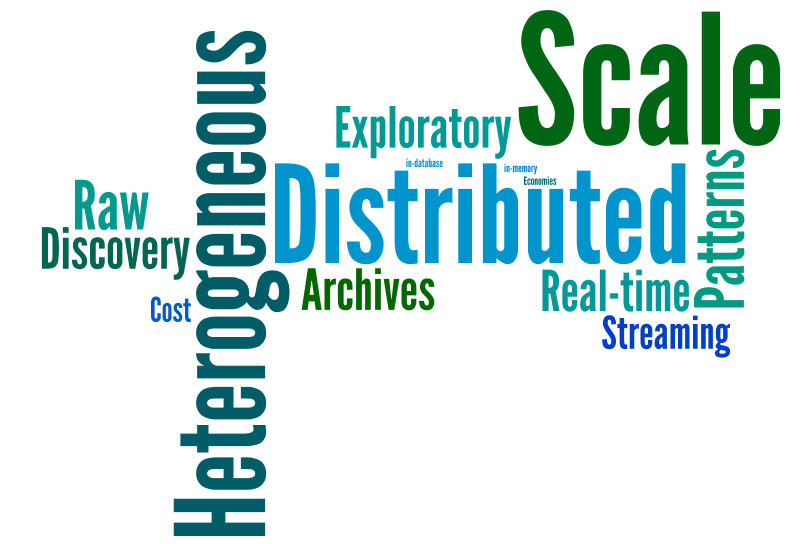 Scale
Exploratory
in-database
in-memory
Economies
Distributed
Patterns
Heterogeneous
Raw
Discovery
Archives
Real-time
Cost
Streaming